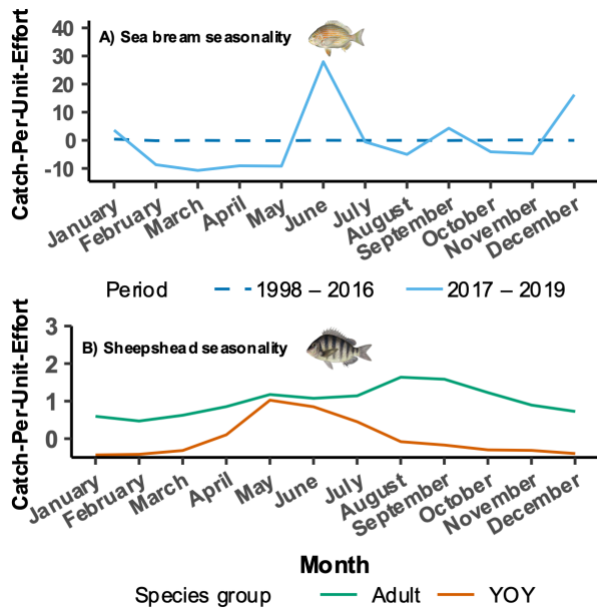 Catch-Per-Unit-Effort
40
30
20
10
0
-10
A) Sea bream seasonality
January
February
March
April
May
June
July
August
September
October
November
December
Period
1998 – 2016
2017 – 2019
Catch-Per-Unit-Effort
3
2
1
0
B) Sheepshead seasonality
January
February
March
April
May
June
July
August
September
October
November
December
Month
Species group
Adult
YOY